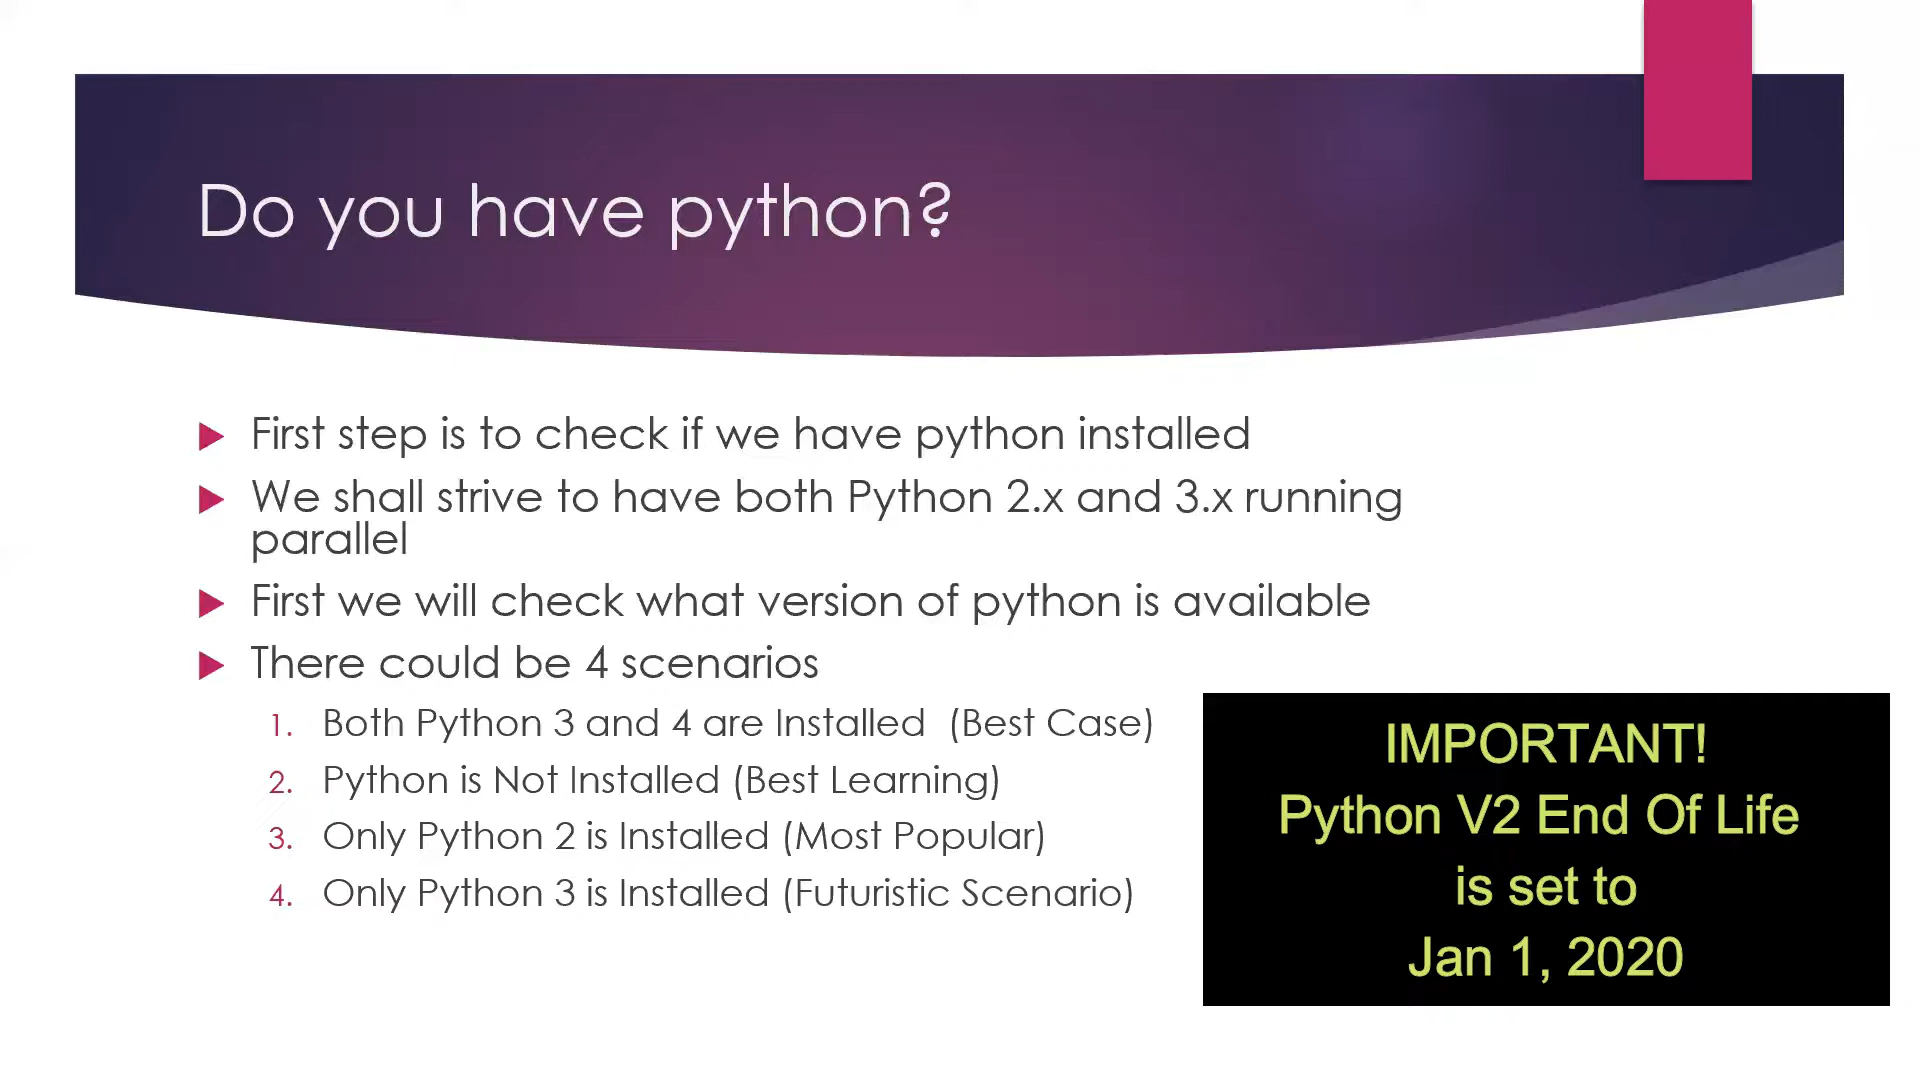 Do you have python?
First step is to check if we have python installed
We shall strive to have both Python 2.x and 3.x running
parallel
First we will check what version of python is available
There could be 4 scenarios
1. Both Python 3 and 4 are Installed (Best Case)
2. Python is Not Installed (Best Learning)
3. Only Python 2 is Installed (Most Popular)
4. Only Python 3 is Installed (Futuristic Scenario)
IMPORTANT!
Python V2 End Of Life
is set to
Jan 1, 2020